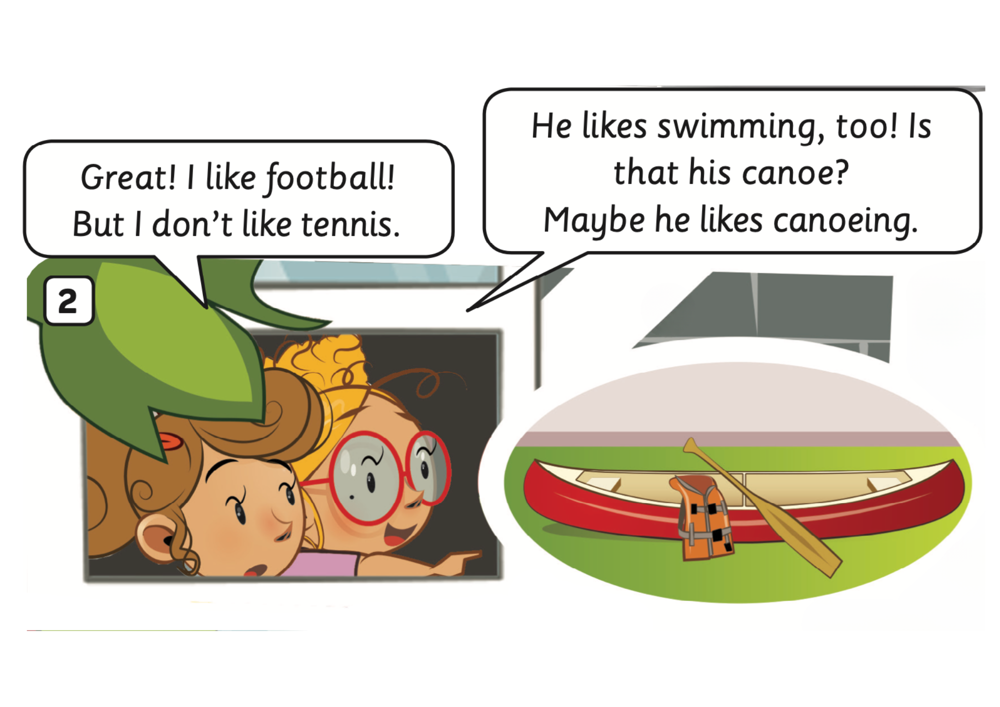 Great! I like football!
But I don't like tennis.
He likes swimming, too! Is
that his canoe?
Maybe he likes canoeing.
2